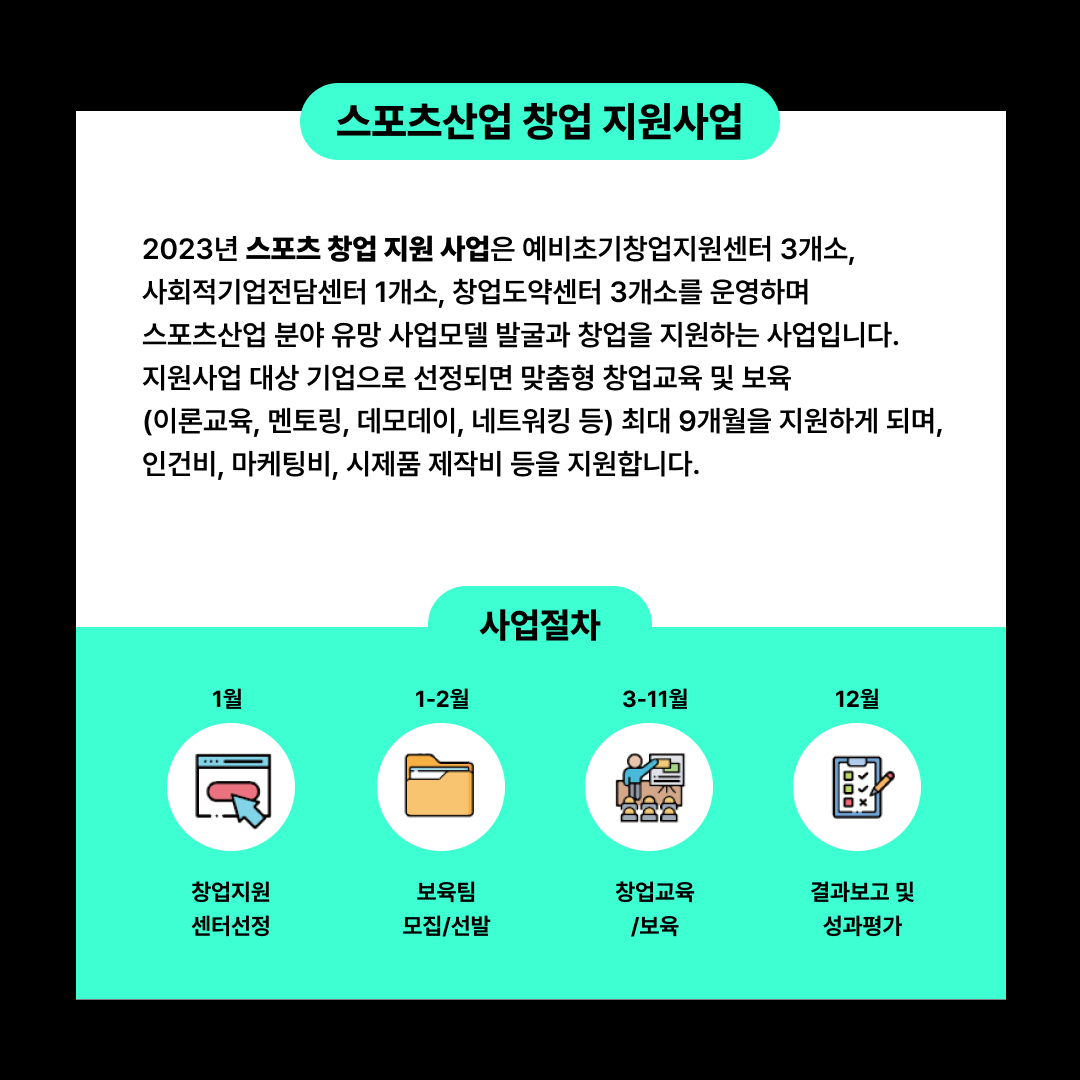 스포츠산업 창업 지원사업
2023년 스포츠 창업 지원 사업은 예비초기창업지원센터 3개소,
사회적기업전담센터 1개소, 창업도약센터 3개소를 운영하며
스포츠산업 분야 유망 사업모델 발굴과 창업을 지원하는 사업입니다.
지원사업 대상 기업으로 선정되면 맞춤형 창업교육 및 보육
(이론교육, 멘토링, 데모데이, 네트워킹 등) 최대 9개월을 지원하게 되며,
인건비, 마케팅비, 시제품 제작비 등을 지원합니다.
사업절차
1월
창업지원
센터선정
1-2월
보육팀
모집/선발
3-11월
창업교육
/보육
12월
결과보고 및
성과평가